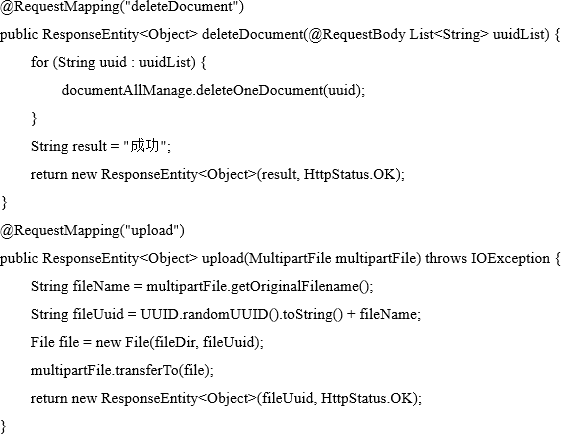 @RequestMapping("deleteDocument")
public ResponseEntity<Object> deleteDocument(@RequestBody List<String> uuidList) {
for (String uuid : uuidList) {
documentAllManage.deleteOneDocument(uuid);
}
String result = "成功";
return new ResponseEntity<Object>(result, HttpStatus.OK);
}
@RequestMapping("upload")
public ResponseEntity<Object> upload(MultipartFile multipartFile) throws IOException {
String fileName = multipartFile.getOriginalFilename();
String fileUuid = UUID.randomUUID().toString() + fileName;
File file = new File(fileDir, fileUuid);
multipartFile.transferTo(file);
return new ResponseEntity<Object>(fileUuid, HttpStatus.OK);
}